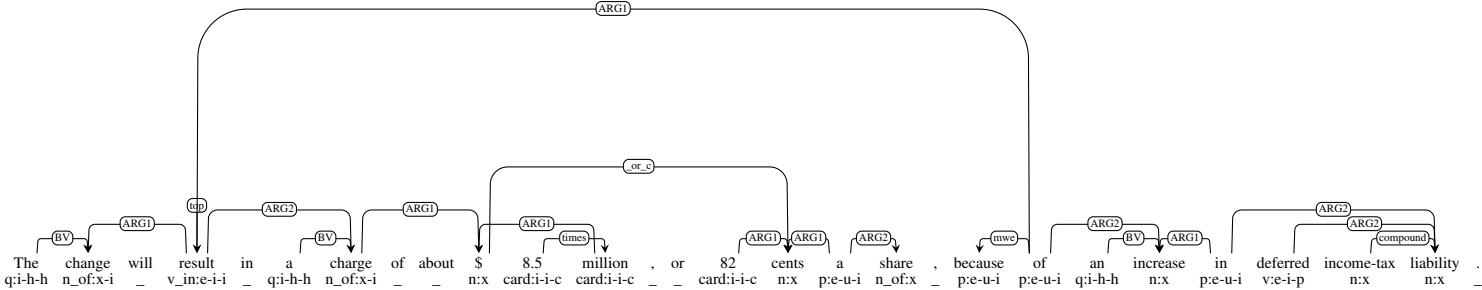 ARG1
_or_c
top ARG2 ARG1 ARG2
ARG1 ARG1 ARG2 ARG2
BV BV times ARG1 ARG1 ARG2 mwe BV ARG1 compound
The change will result in a charge of about $ 8.5 million , or 82 cents a share , because of an increase in deferred income-tax liability .
q:i-h-h n_of:x-i _ v_in:e-i-i _ q:i-h-h n_of:x-i _ _ n:x card:i-i-c card:i-i-c _ _ card:i-i-c n:x p:e-u-i n_of:x _ p:e-u-i p:e-u-i q:i-h-h n:x p:e-u-i v:e-i-p n:x n:x _